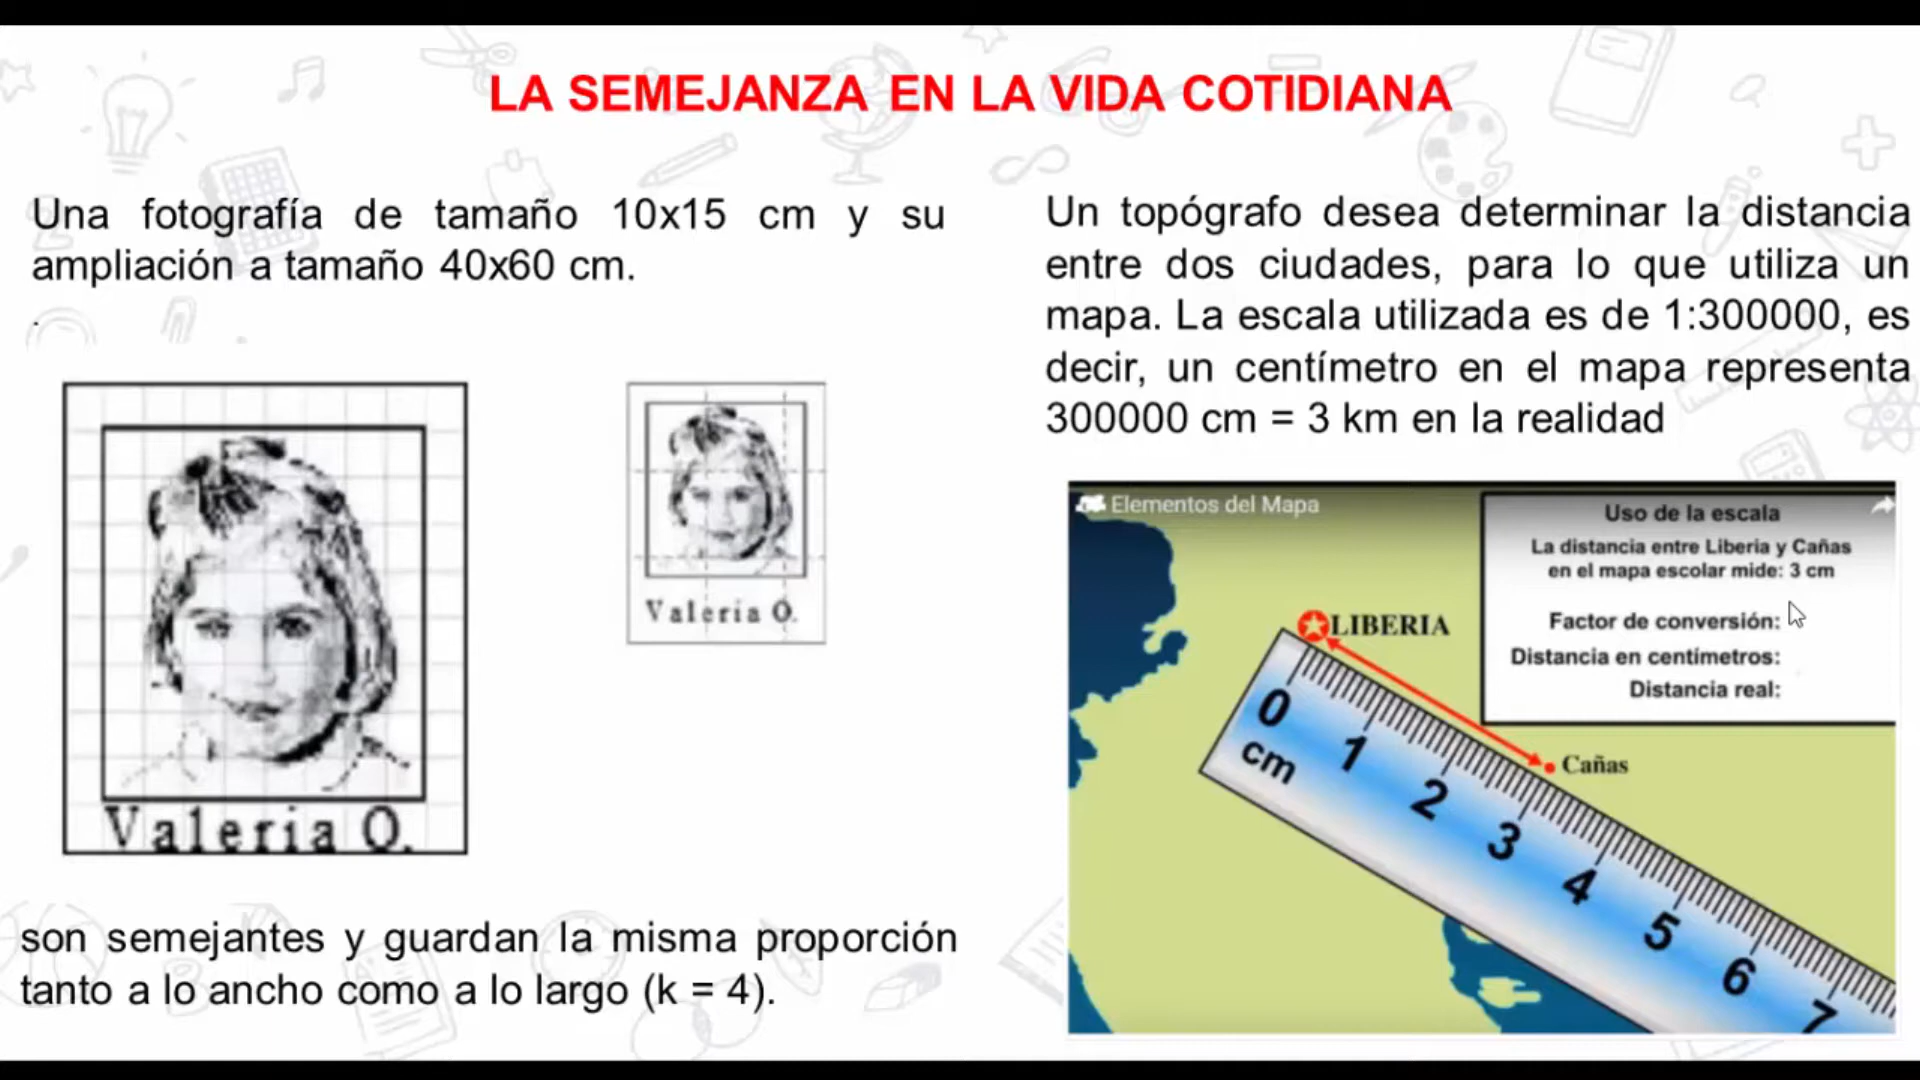 LA SEMEJANZA EN LA VIDA COTIDIANA
Una fotografía de tamaño 10x15 cm y su
ampliación a tamaño 40x60 cm.
.
Valeria O.
Valeria O.
son semejantes y guardan la misma proporción
tanto a lo ancho como a lo largo (k = 4).
Un topógrafo desea determinar la distancia
entre dos ciudades, para lo que utiliza un
mapa. La escala utilizada es de 1:300000, es
decir, un centímetro en el mapa representa
300000 cm = 3 km en la realidad
Elementos del Mapa
Uso de la escala
La distancia entre Liberia y Cañas
en el mapa escolar mide: 3 cm
Factor de conversión:
Distancia en centímetros:
Distancia real:
LIBERIA
Cañas
0 1 2 3 4 5 6 7
cm